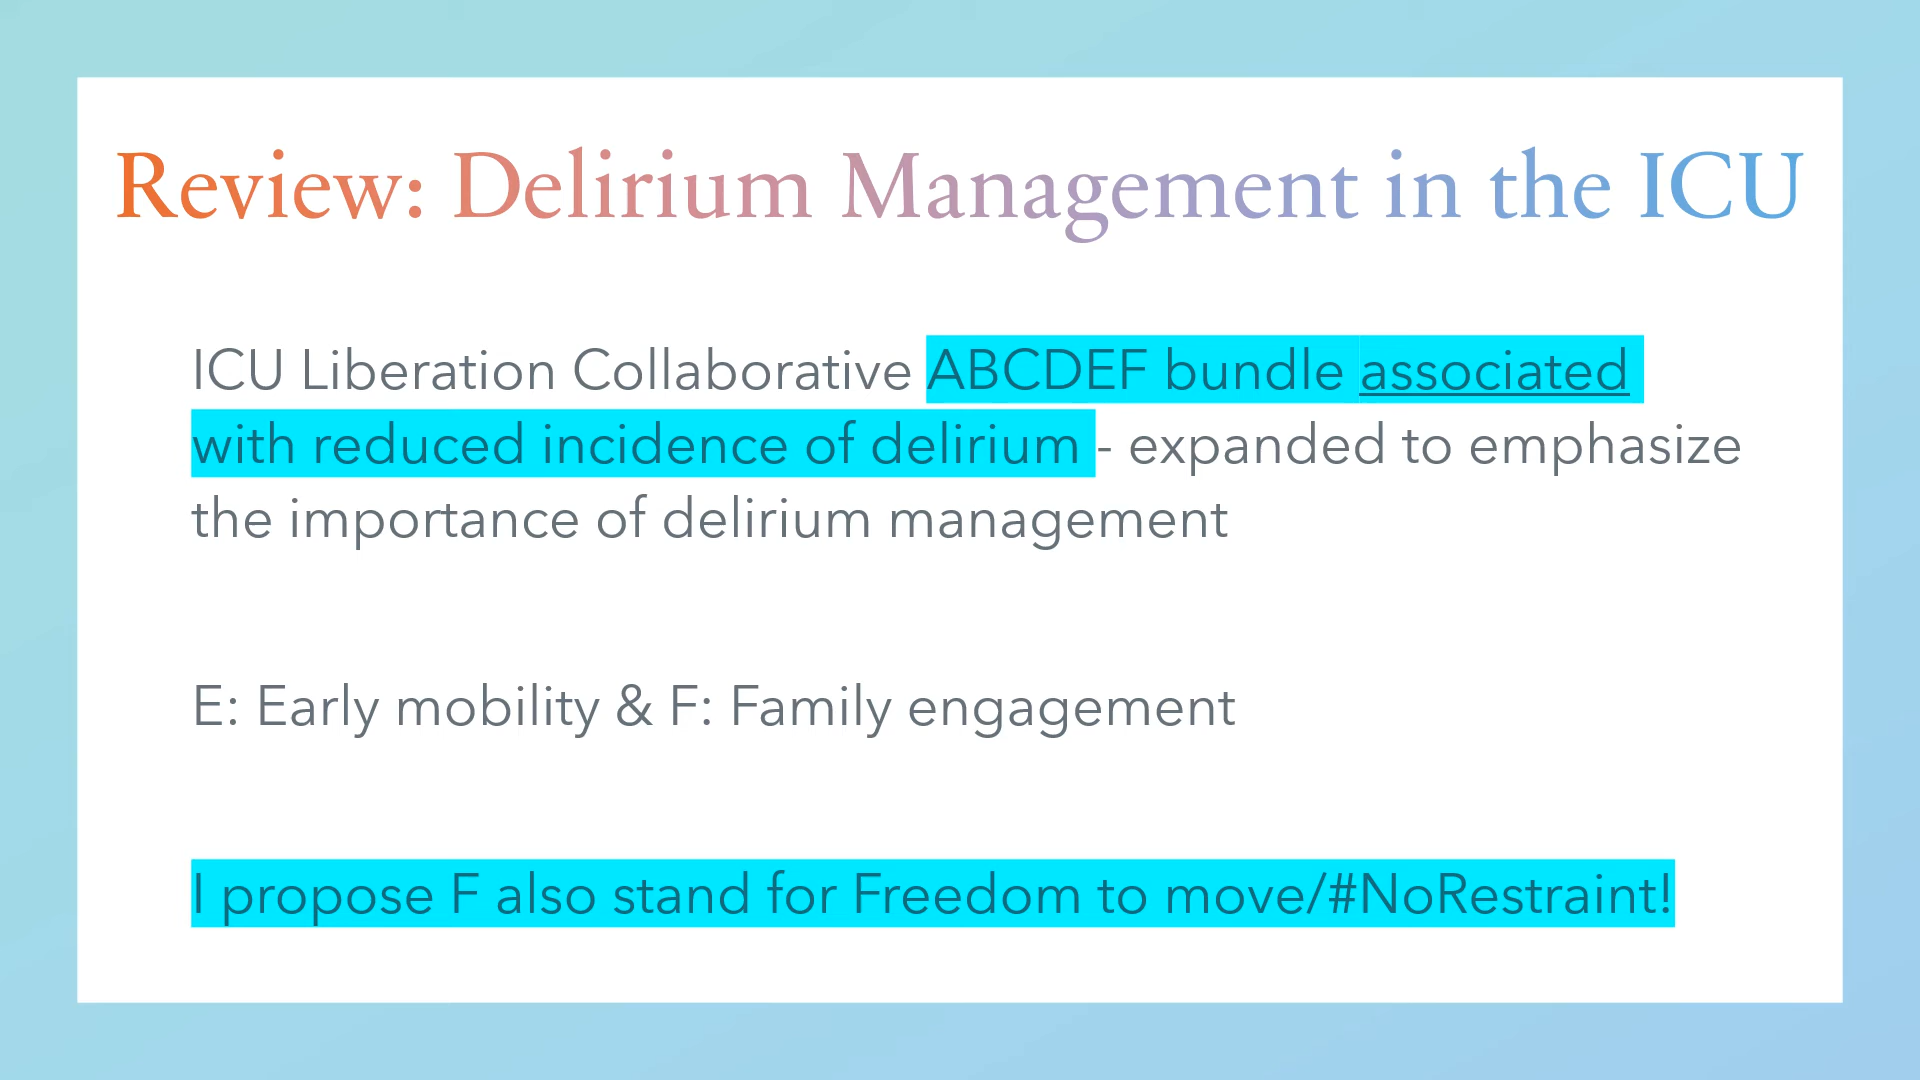 Review: Delirium Management in the ICU
ICU Liberation Collaborative ABCDEF bundle associated
with reduced incidence of delirium - expanded to emphasize
the importance of delirium management
E: Early mobility & F: Family engagement
I propose F also stand for Freedom to move/#NoRestraint!